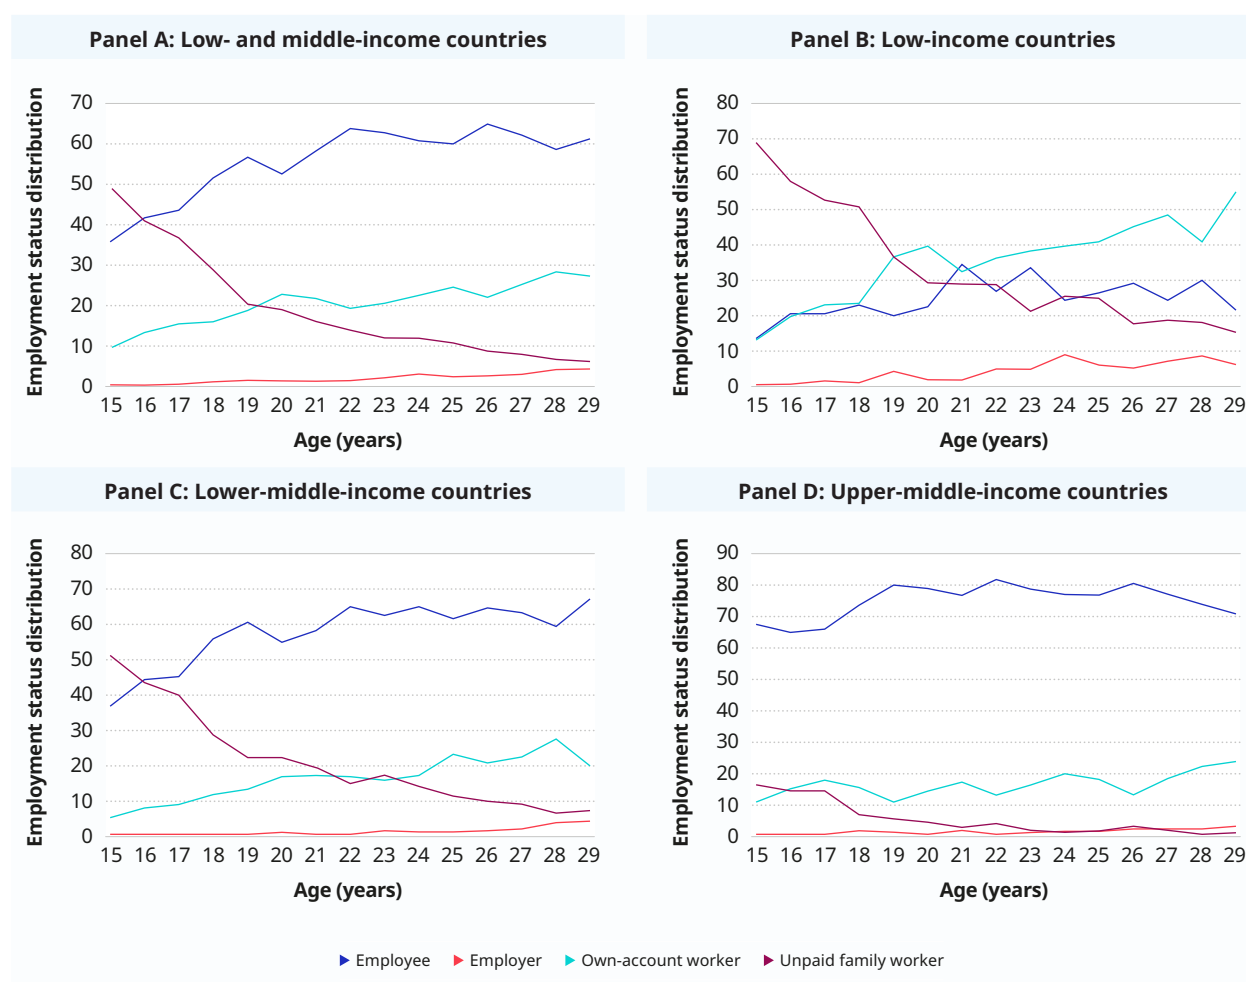 Panel A: Low- and middle-income countries
Employment status distribution
70
60
50
40
30
20
10
0
15 16 17 18 19 20 21 22 23 24 25 26 27 28 29
Age (years)
Panel B: Low-income countries
Employment status distribution
80
70
60
50
40
30
20
10
0
15 16 17 18 19 20 21 22 23 24 25 26 27 28 29
Age (years)
Panel C: Lower-middle-income countries
Employment status distribution
80
70
60
50
40
30
20
10
0
15 16 17 18 19 20 21 22 23 24 25 26 27 28 29
Age (years)
Panel D: Upper-middle-income countries
Employment status distribution
90
80
70
60
50
40
30
20
10
0
15 16 17 18 19 20 21 22 23 24 25 26 27 28 29
Age (years)
Employee Employer Own-account worker Unpaid family worker